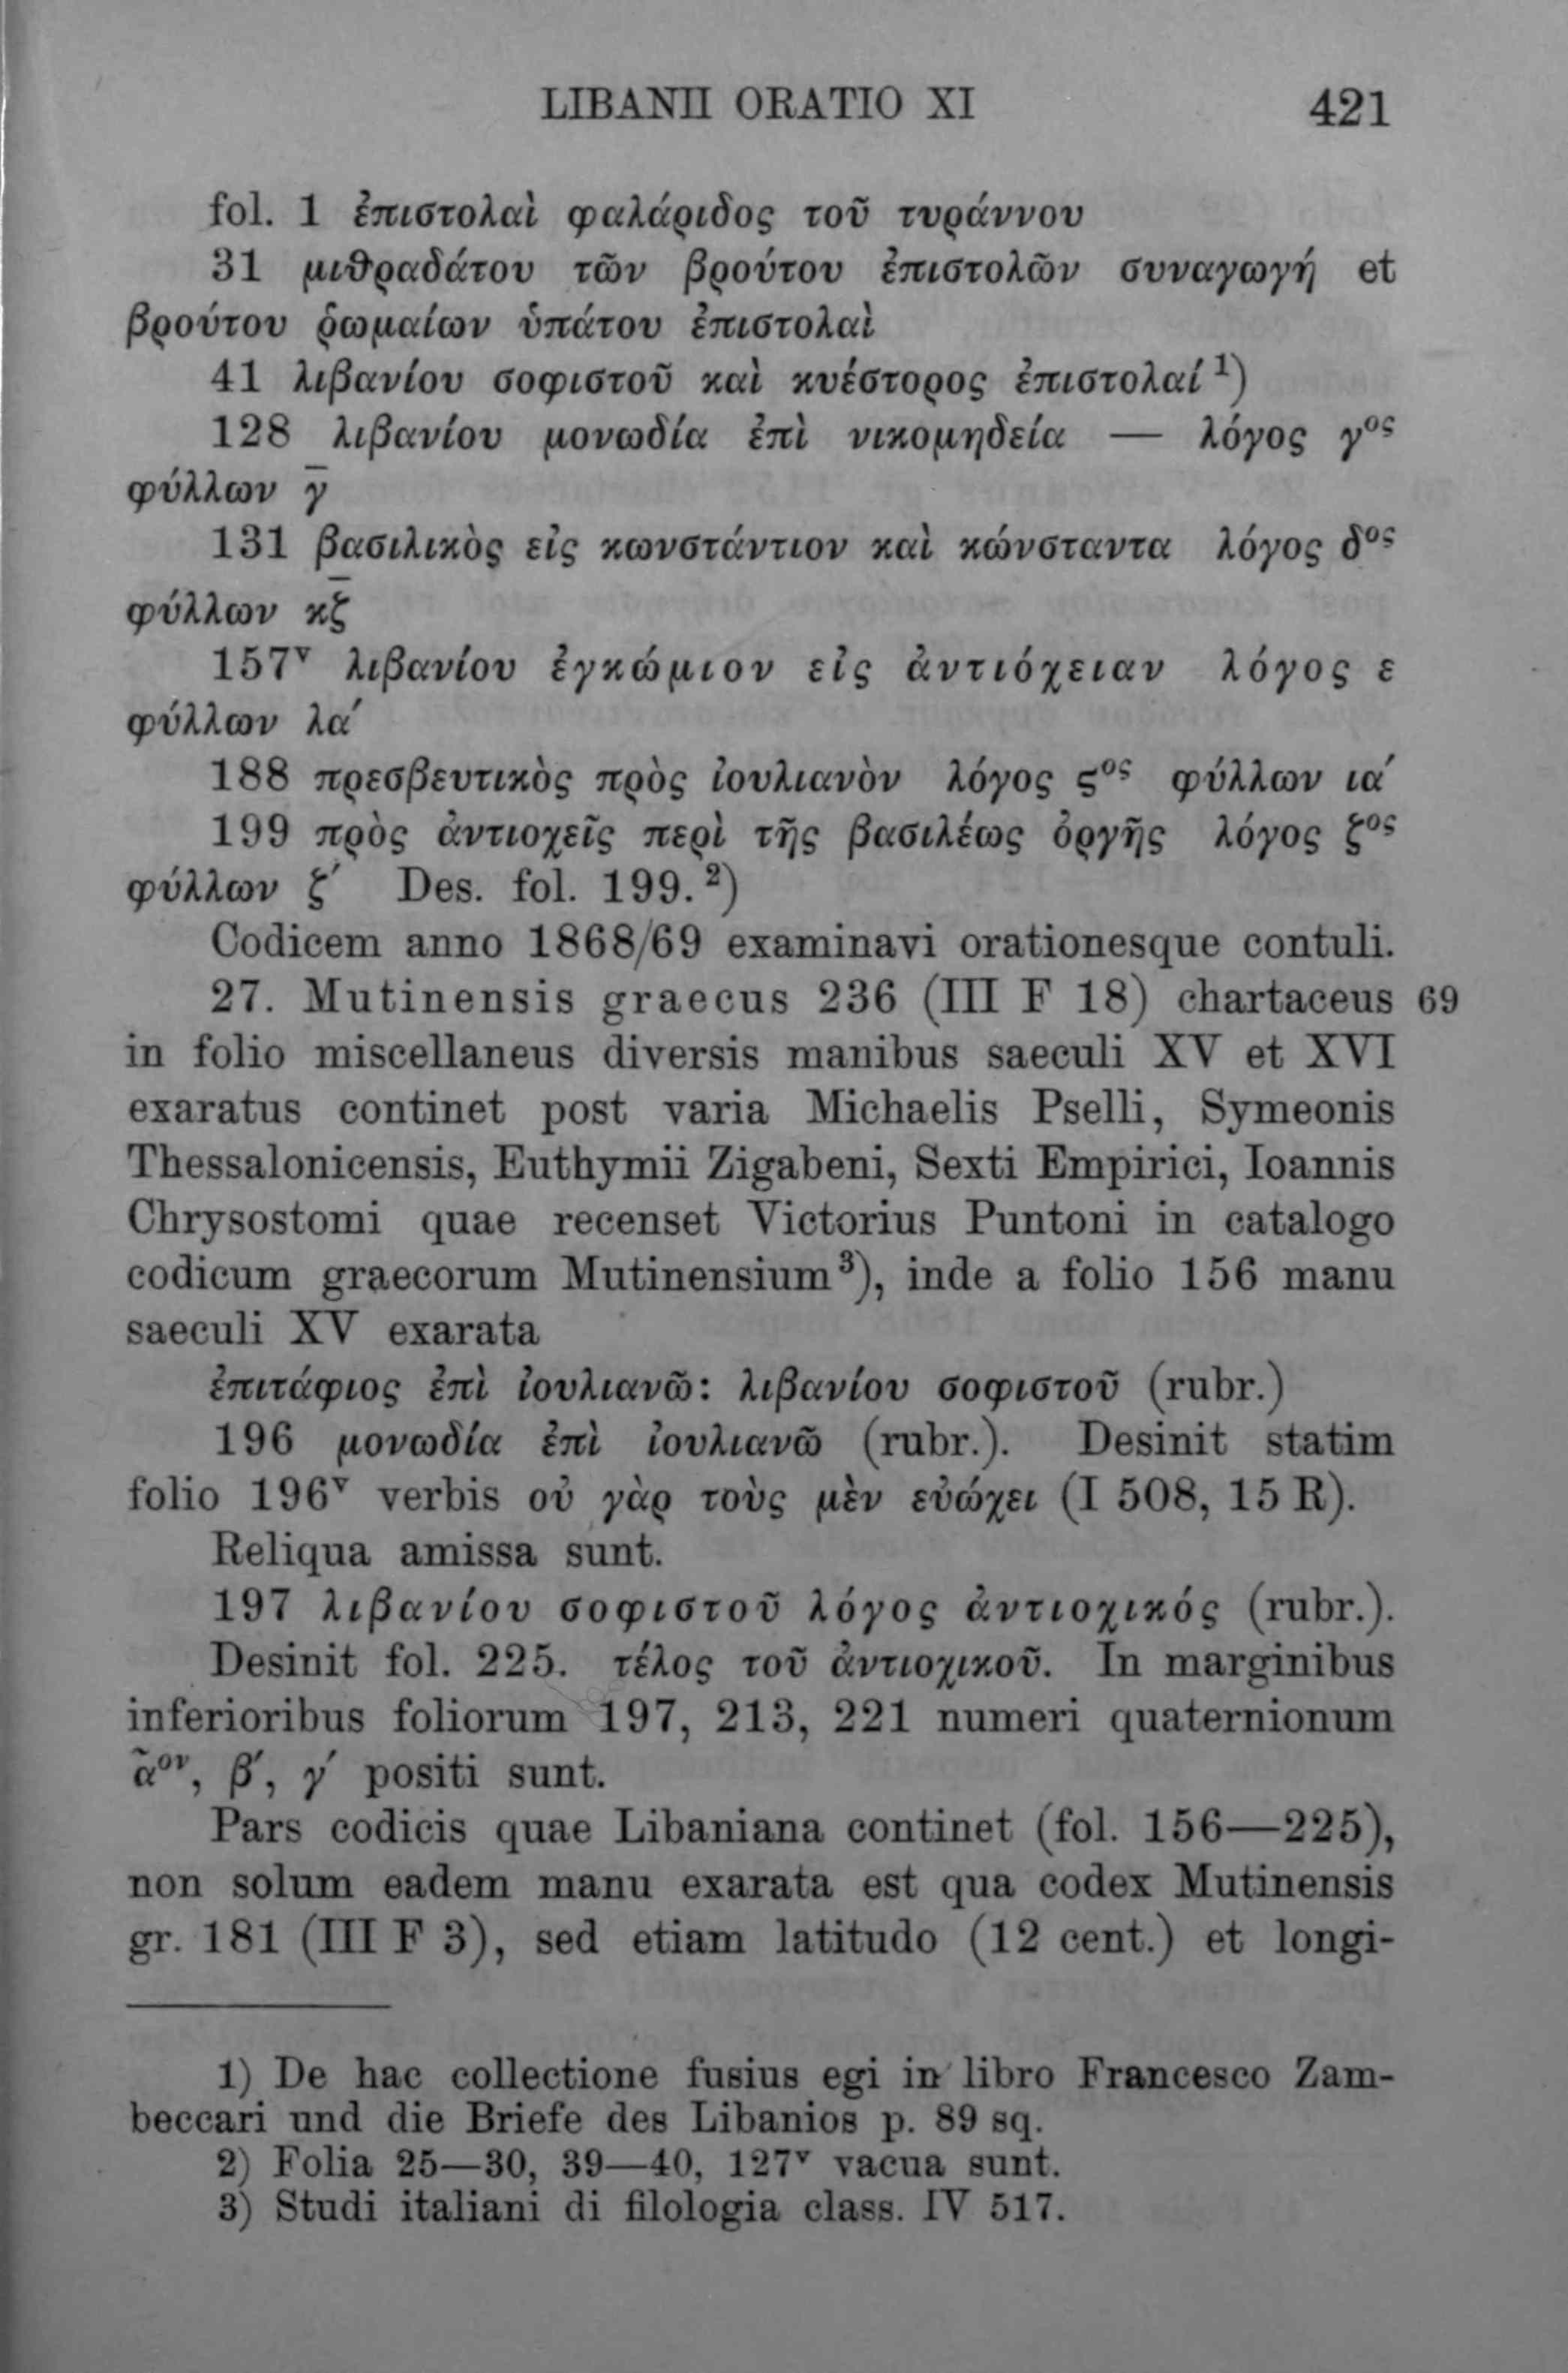 LIBANII ORATIO XI 421
fol. 1 ἐπιστολαὶ φαλάριδος τοῦ τυράννου
31 μιθραδάτου τῶν βρούτου ἐπιστολῶν συναγωγή et
βρούτου ῥωμαίων ὑπάτου ἐπιστολαὶ
41 λιβανίου σοφιστοῦ καὶ κυέστορος ἐπιστολαί ¹)
128 λιβανίου μονωδία ἐπὶ νικομηδεία — λόγος γος
φύλλων γ̄
131 βασιλικὸς εἰς κωνστάντιον καὶ κώνσταντα λόγος δος
φύλλων κζ̄
157ᵛ λιβανίου ἐγκώμιον εἰς ἀντιόχειαν λόγος ε
φύλλων λα΄
188 πρεσβευτικὸς πρὸς ἰουλιανὸν λόγος ςος φύλλων ια΄
199 πρὸς ἀντιοχεῖς περὶ τῆς βασιλέως ὀργῆς λόγος ζος
φύλλων ζ΄ Des. fol. 199. ²)
Codicem anno 1868/69 examinavi orationesque contuli.
27. Mutinensis graecus 236 (III F 18) chartaceus 69
in folio miscellaneus diversis manibus saeculi XV et XVI
exaratus continet post varia Michaelis Pselli, Symeonis
Thessalonicensis, Euthymii Zigabeni, Sexti Empirici, Ioannis
Chrysostomi quae recenset Victorius Puntoni in catalogo
codicum graecorum Mutinensium ³), inde a folio 156 manu
saeculi XV exarata
ἐπιτάφιος ἐπὶ ἰουλιανῶ: λιβανίου σοφιστοῦ (rubr.)
196 μονωδία ἐπὶ ἰουλιανῶ (rubr.). Desinit statim
folio 196ᵛ verbis οὐ γὰρ τοὺς μὲν εὐώχει (I 508, 15 R).
Reliqua amissa sunt.
197 λιβανίου σοφιστοῦ λόγος ἀντιοχικός (rubr.).
Desinit fol. 225. τέλος τοῦ ἀντιοχικοῦ. In marginibus
inferioribus foliorum 197, 213, 221 numeri quaternionum
α̃ον, β΄, γ΄ positi sunt.
Pars codicis quae Libaniana continet (fol. 156—225),
non solum eadem manu exarata est qua codex Mutinensis
gr. 181 (III F 3), sed etiam latitudo (12 cent.) et longi-
1) De hac collectione fusius egi in libro Francesco Zam-
beccari und die Briefe des Libanios p. 89 sq.
2) Folia 25—30, 39—40, 127ᵛ vacua sunt.
3) Studi italiani di filologia class. IV 517.